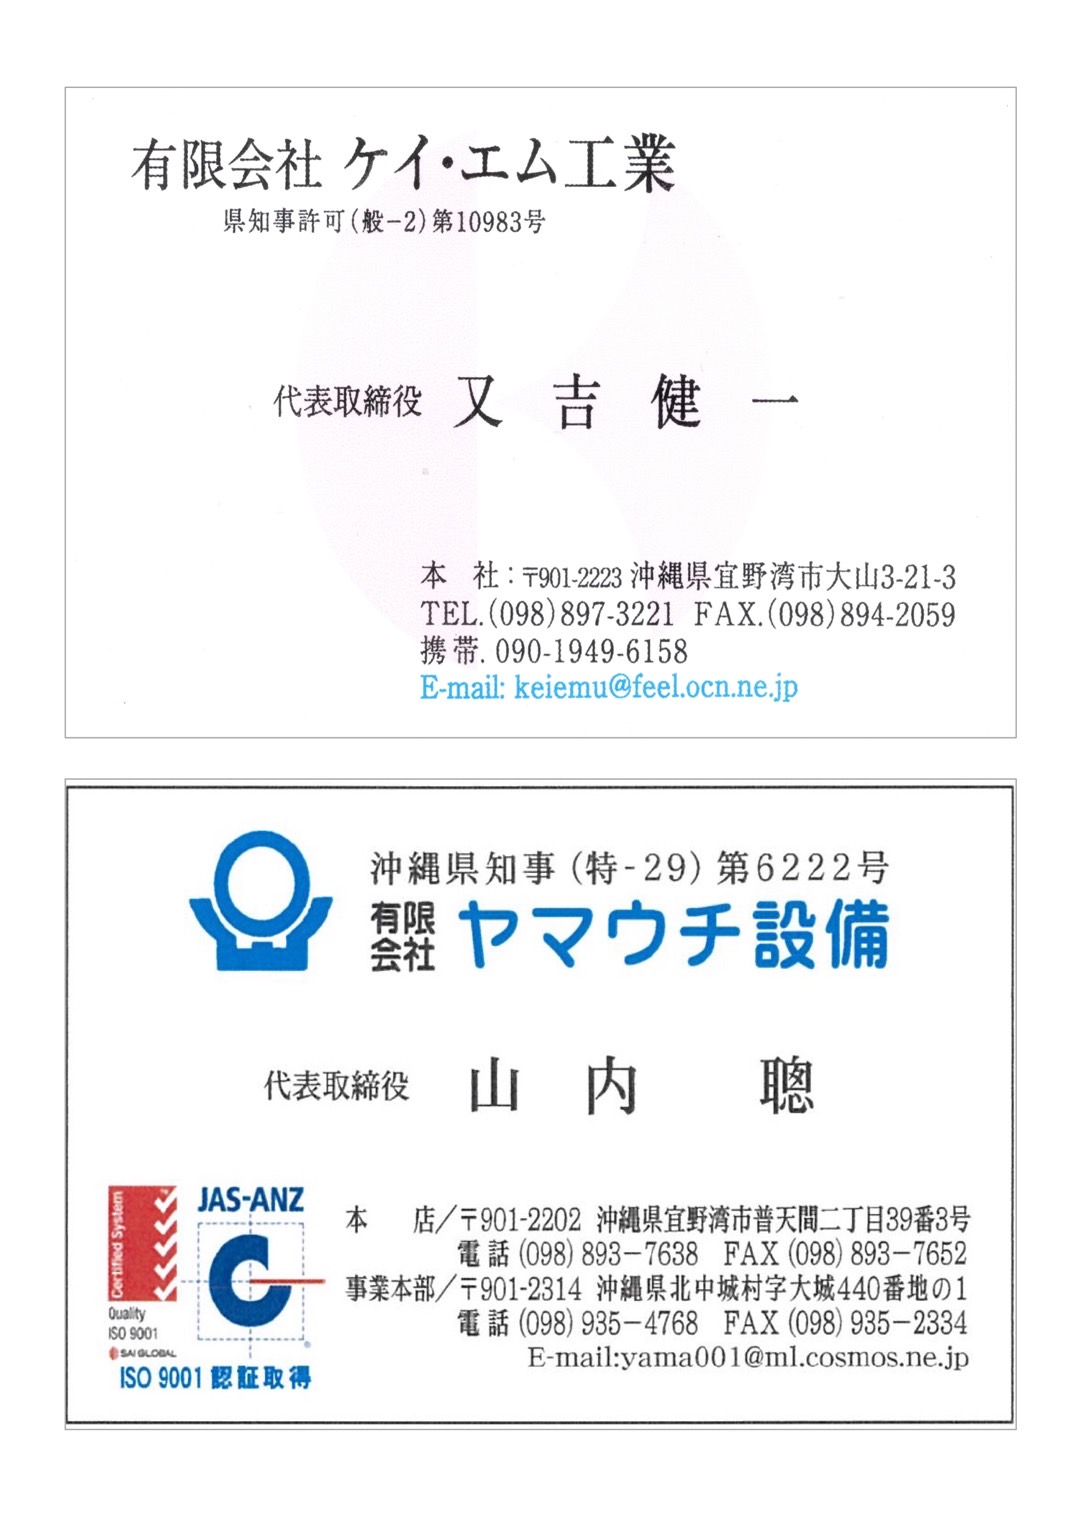 有限会社 ケイ・エム工業
県知事許可(般－2)第10983号
代表取締役 又吉健一
本 社：〒901-2223 沖縄県宜野湾市大山3-21-3
TEL.(098)897-3221 FAX.(098)894-2059
携帯. 090-1949-6158
E-mail: keiemu@feel.ocn.ne.jp
沖縄県知事(特-29)第6222号
有限会社 ヤマウチ設備
代表取締役 山内 聰
Certified System
Quality
ISO 9001
SAI GLOBAL
JAS-ANZ
ISO 9001 認証取得
本 店／〒901-2202 沖縄県宜野湾市普天間二丁目39番3号
電話(098)893－7638 FAX(098)893－7652
事業本部／〒901-2314 沖縄県北中城村字大城440番地の1
電話(098)935－4768 FAX(098)935－2334
E-mail:yama001@ml.cosmos.ne.jp